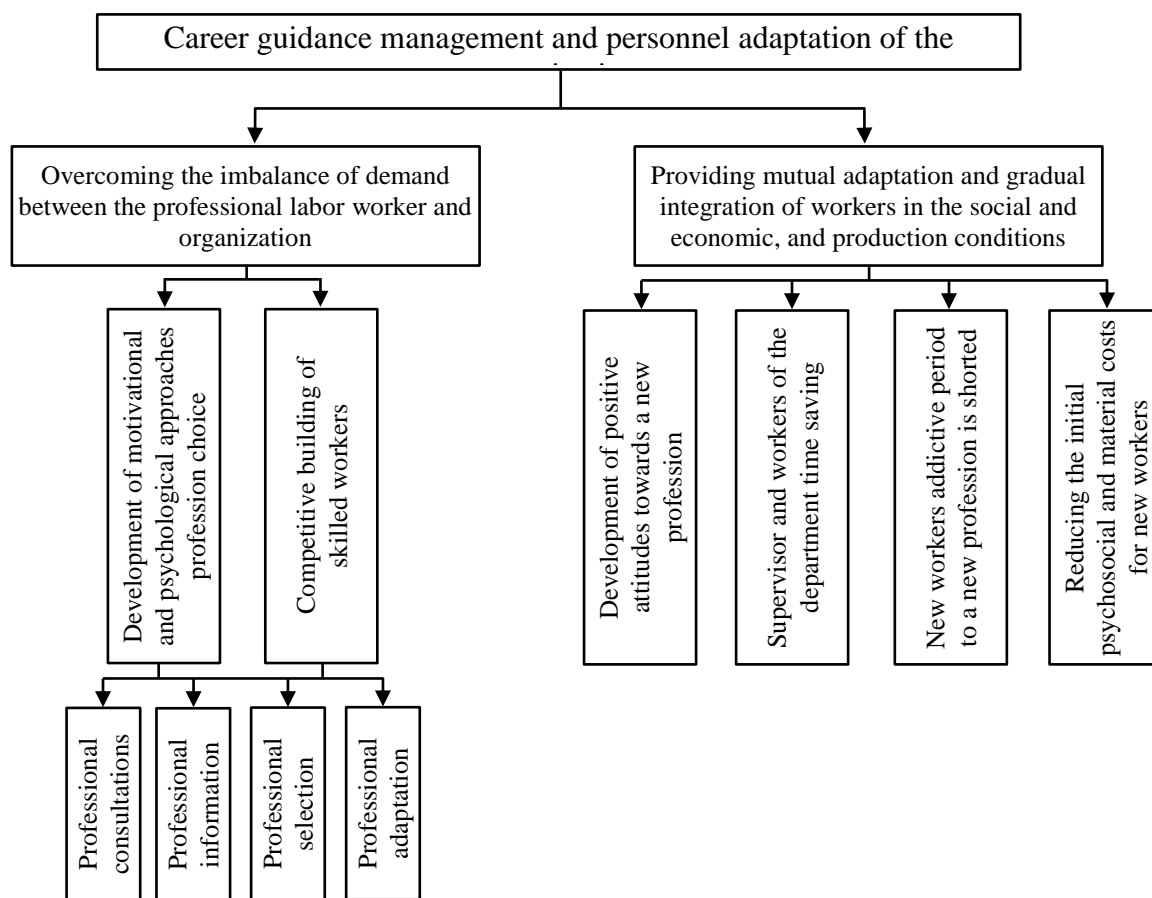 Career guidance management and personnel adaptation of the
Overcoming the imbalance of demand
between the professional labor worker and
organization
Providing mutual adaptation and gradual
integration of workers in the social and
economic, and production conditions
Development of motivational
and psychological approaches
profession choice
Competitive building of
skilled workers
Development of positive
attitudes towards a new
profession
Supervisor and workers of the
department time saving
New workers addictive period
to a new profession is shorted
Reducing the initial
psychosocial and material costs
for new workers
Professional
consultations
Professional
information
Professional
selection
Professional
adaptation